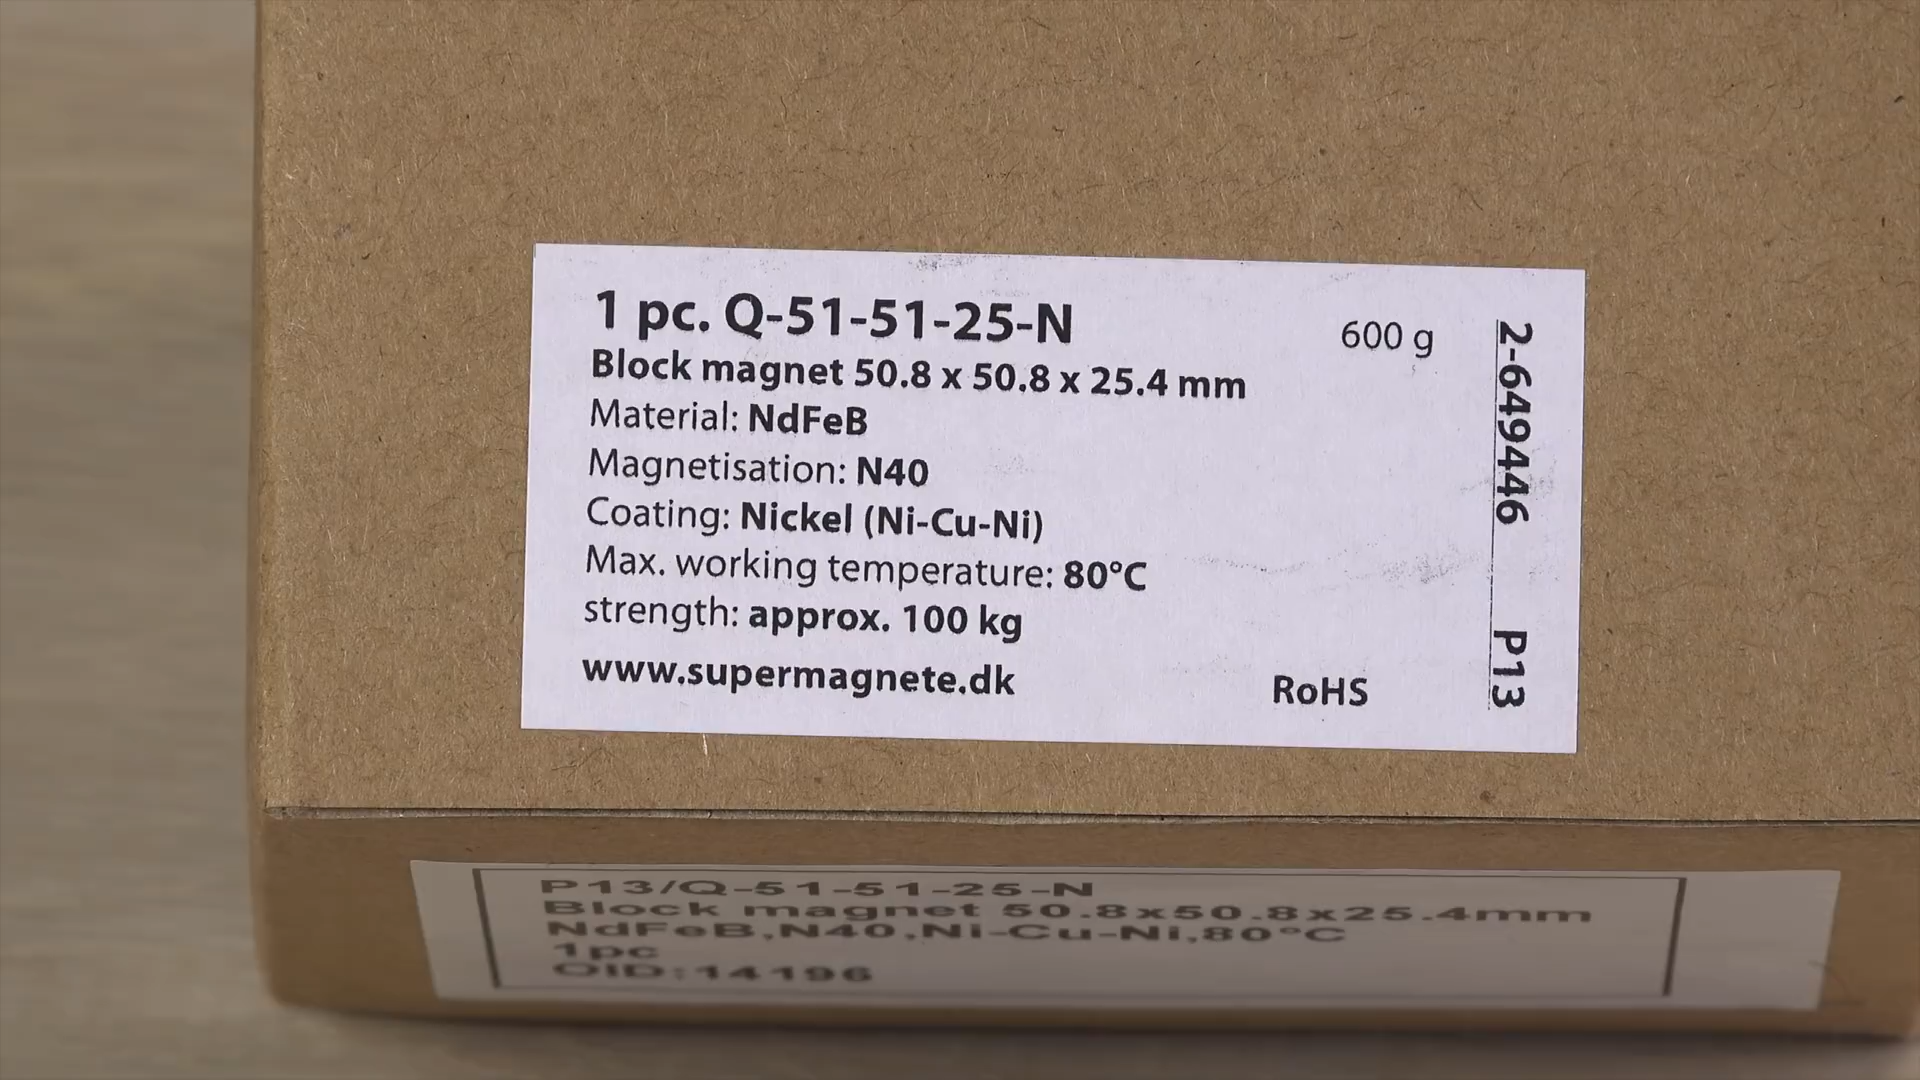 1 pc. Q-51-51-25-N
600 g
Block magnet 50.8 x 50.8 x 25.4 mm
Material: NdFeB
Magnetisation: N40
Coating: Nickel (Ni-Cu-Ni)
Max. working temperature: 80°C
strength: approx. 100 kg
www.supermagnete.dk
RoHS
2-649446 P13
P13/Q-51-51-25-N
Block magnet 50.8x50.8x25.4mm
NdFeB,N40,Ni-Cu-Ni,80°C
1pc
OID:14196